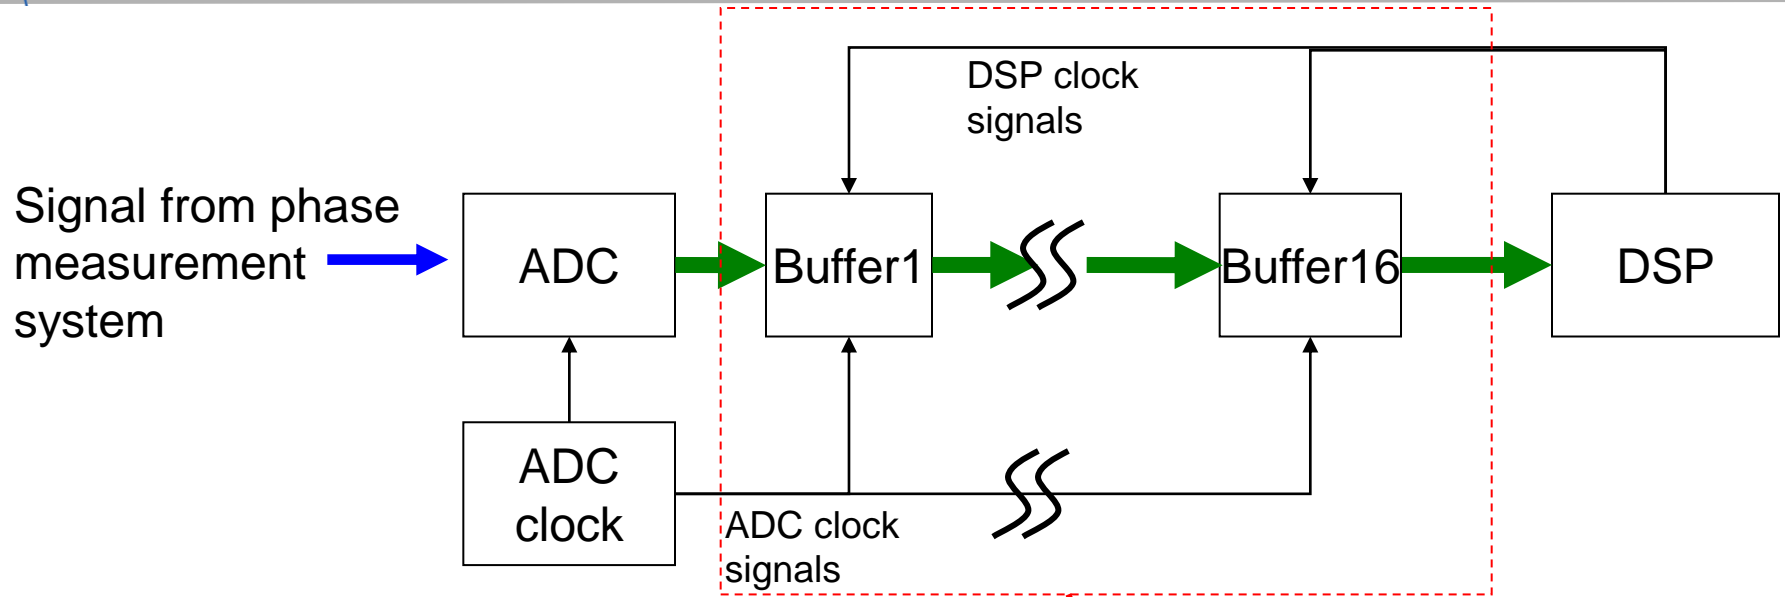 DSP clock
signals
Signal from phase
measurement
system
ADC
Buffer1
Buffer16
DSP
ADC
clock
ADC clock
signals